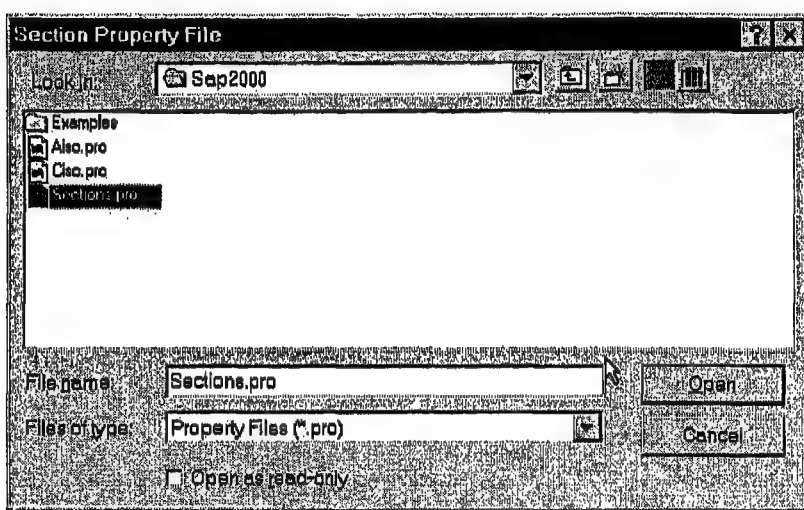 Section Property File
Look in: Sap2000
Examples
Aisc.pro
Cisc.pro
Sections.pro
File name: Sections.pro Open
Files of type: Property Files (*.pro) Cancel
Open as read-only